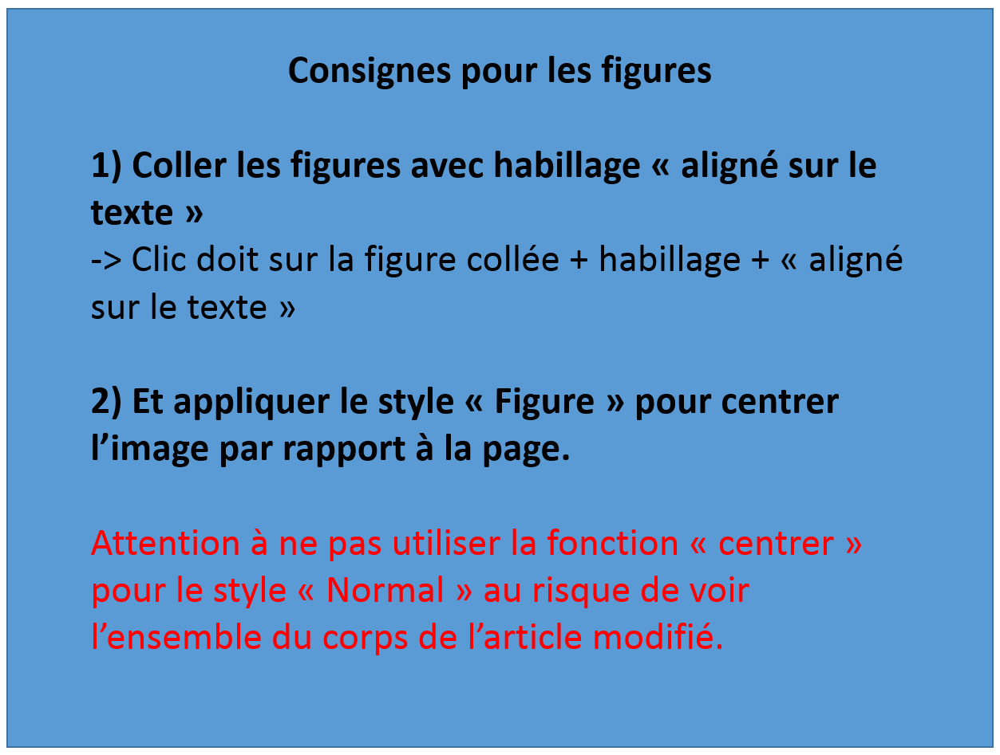 Consignes pour les figures
1) Coller les figures avec habillage « aligné sur le
texte »
-> Clic doit sur la figure collée + habillage + « aligné
sur le texte »
2) Et appliquer le style « Figure » pour centrer
l’image par rapport à la page.
Attention à ne pas utiliser la fonction « centrer »
pour le style « Normal » au risque de voir
l’ensemble du corps de l’article modifié.